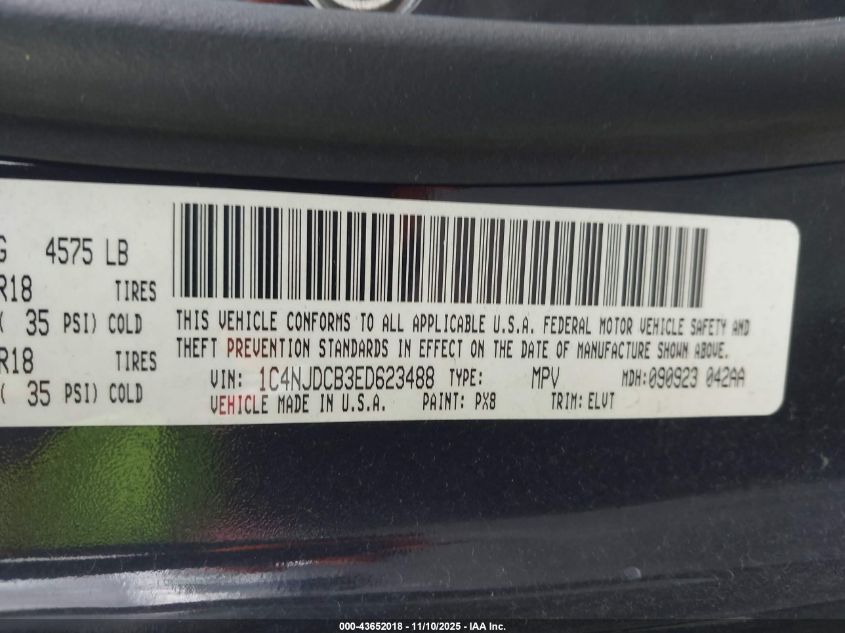 G 4575 LB
R18 TIRES
( 35 PSI) COLD
R18 TIRES
( 35 PSI) COLD
THIS VEHICLE CONFORMS TO ALL APPLICABLE U.S.A. FEDERAL MOTOR VEHICLE SAFETY AND
THEFT PREVENTION STANDARDS IN EFFECT ON THE DATE OF MANUFACTURE SHOWN ABOVE.
VIN: 1C4NJDCB3ED623488 TYPE: MPV MDH:090923 042AA
VEHICLE MADE IN U.S.A. PAINT: PX8 TRIM: ELVT
000-43652018 - 11/10/2025 - IAA Inc.